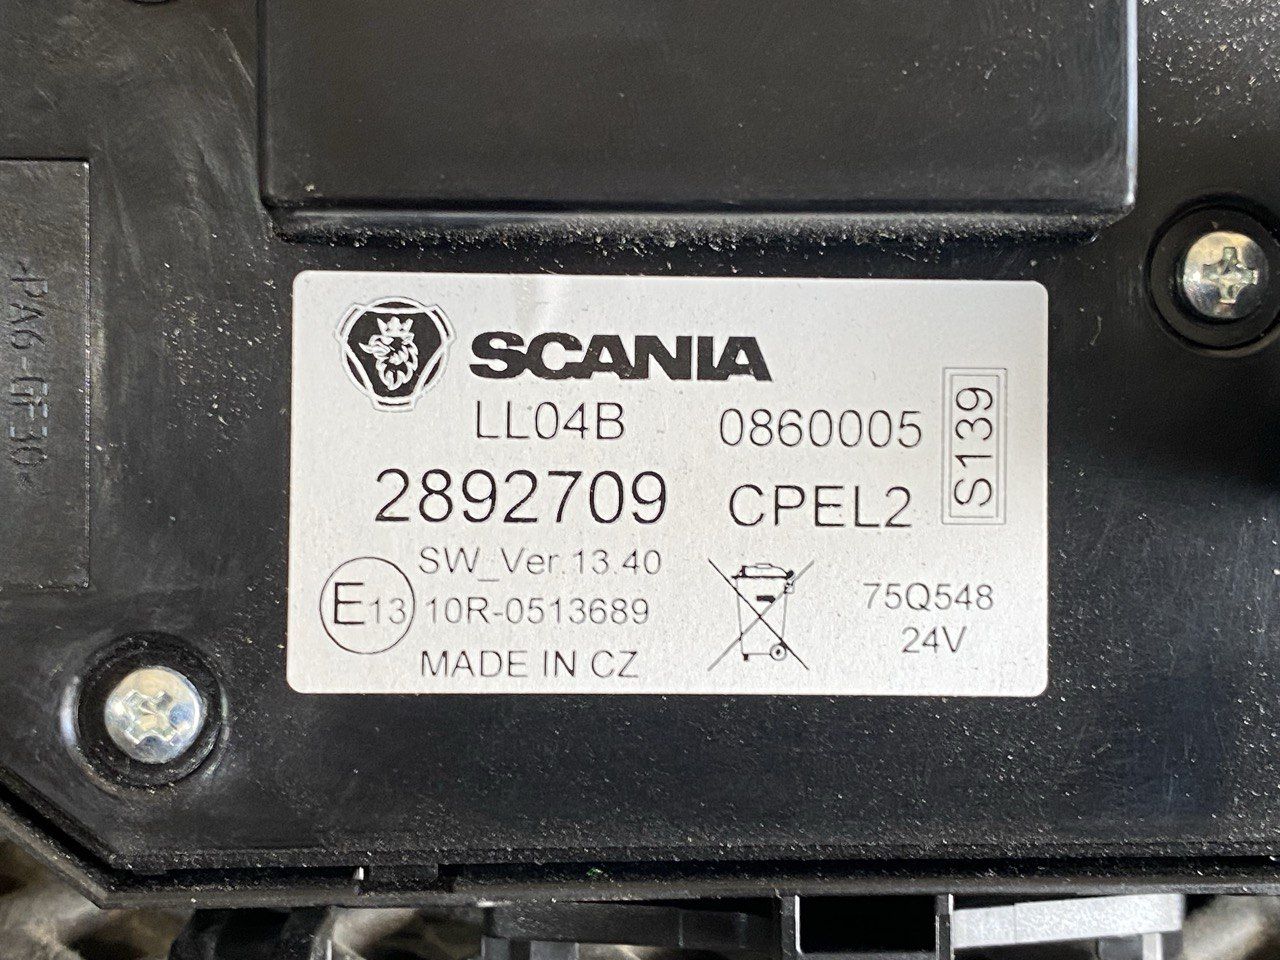 SCANIA
LL04B 0860005
S139
2892709 CPEL2
SW_Ver.13.40
E13 10R-0513689
MADE IN CZ
75Q548
24V
>PA6-GF30<